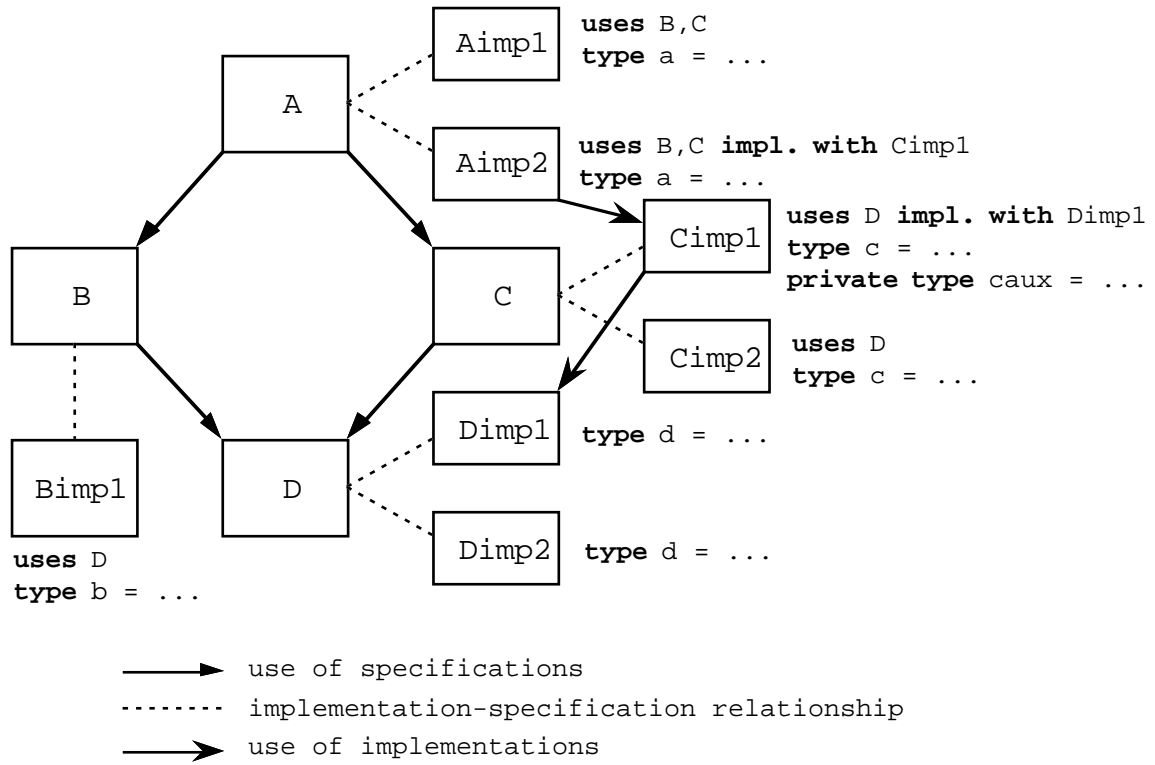 Aimp1
uses B,C
type a = ...
A
Aimp2
uses B,C impl. with Cimp1
type a = ...
Cimp1
uses D impl. with Dimp1
type c = ...
private type caux = ...
B
C
Cimp2
uses D
type c = ...
Dimp1
type d = ...
Bimp1
D
Dimp2
type d = ...
uses D
type b = ...
use of specifications
implementation-specification relationship
use of implementations